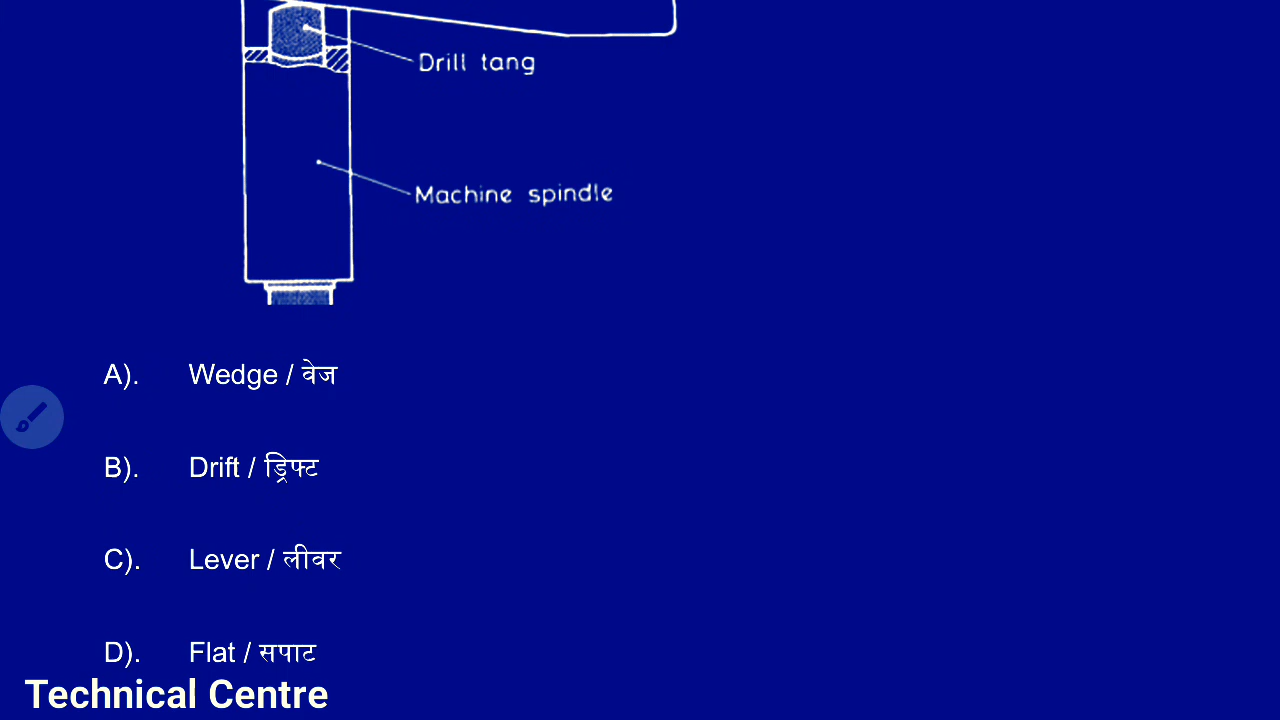 Drill tang
Machine spindle
A). Wedge / वेज
B). Drift / ड्रिफ्ट
C). Lever / लीवर
D). Flat / सपाट
Technical Centre